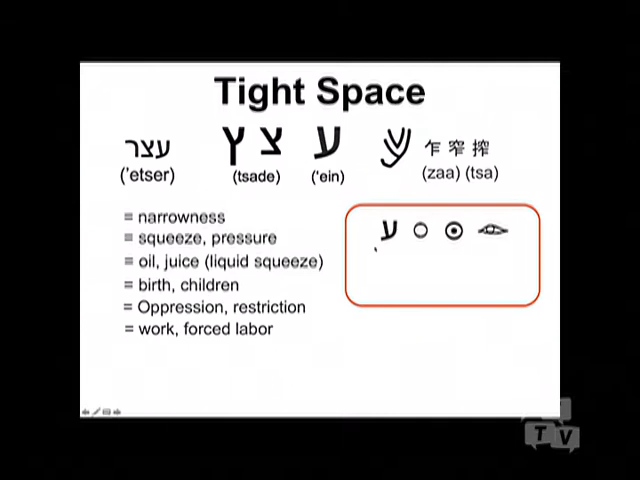 Tight Space
עצר ץ צ ע 乍 窄 搾
('etser) (tsade) ('ein) (zaa) (tsa)
= narrowness
= squeeze, pressure
= oil, juice (liquid squeeze)
= birth, children
= Oppression, restriction
= work, forced labor
ע
TV